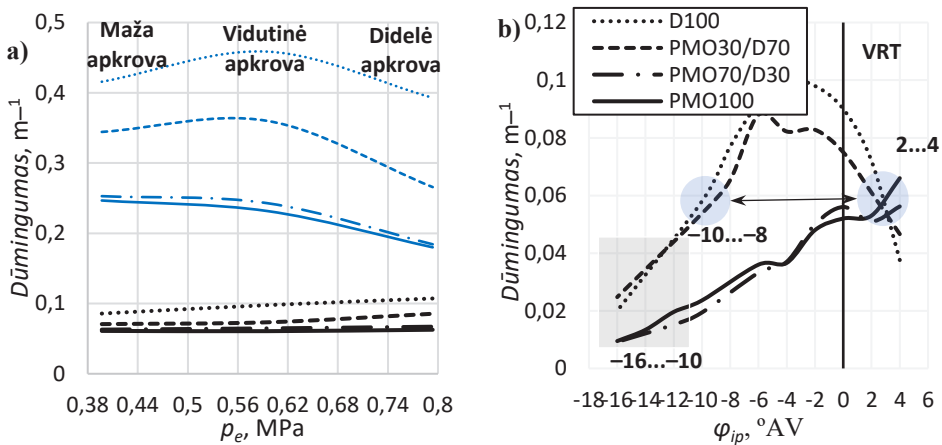 a)
0,5
0,4
0,3
0,2
0,1
0
Dūmingumas, m–1
Maža apkrova
Vidutinė apkrova
Didelė apkrova
0,38 0,44 0,5 0,56 0,62 0,68 0,74 0,8
pe, MPa
b)
0,12
0,1
0,08
0,06
0,04
0,02
0
Dūmingumas, m–1
D100
PMO30/D70
PMO70/D30
PMO100
VRT
2...4
–10...–8
–16...–10
-18 -16 -14 -12 -10 -8 -6 -4 -2 0 2 4 6
φip, ºAV